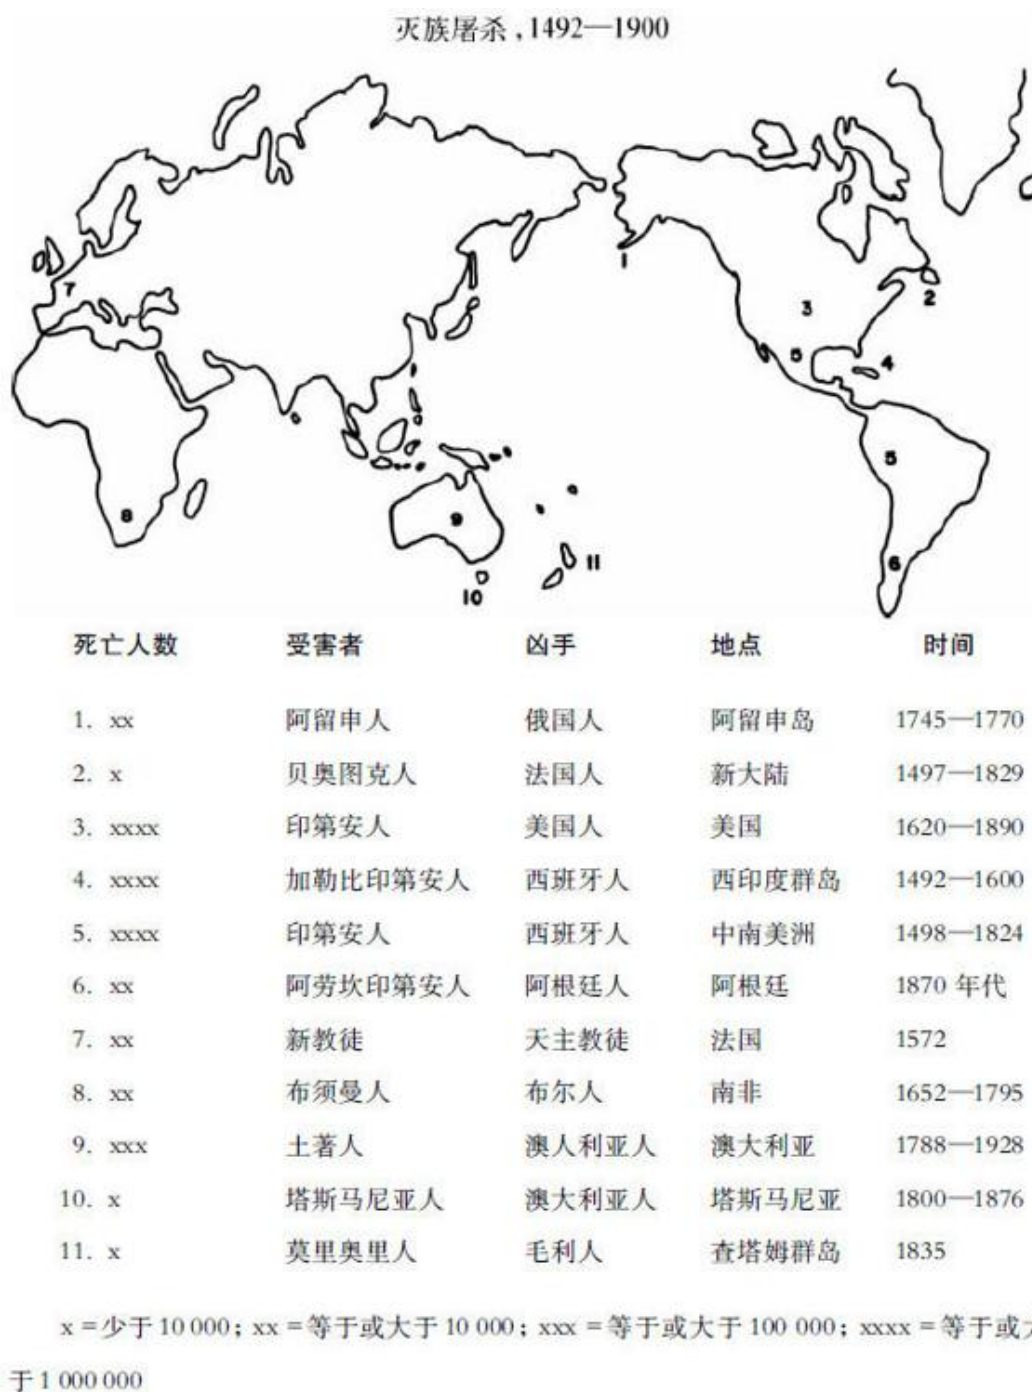 灭族屠杀,1492—1900
1
2
3
4
5
5
6
7
8
9
10
11
死亡人数 受害者 凶手 地点 时间
1. xx 阿留申人 俄国人 阿留申岛 1745—1770
2. x 贝奥图克人 法国人 新大陆 1497—1829
3. xxxx 印第安人 美国人 美国 1620—1890
4. xxxx 加勒比印第安人 西班牙人 西印度群岛 1492—1600
5. xxxx 印第安人 西班牙人 中南美洲 1498—1824
6. xx 阿劳坎印第安人 阿根廷人 阿根廷 1870 年代
7. xx 新教徒 天主教徒 法国 1572
8. xx 布须曼人 布尔人 南非 1652—1795
9. xxx 土著人 澳人利亚人 澳大利亚 1788—1928
10. x 塔斯马尼亚人 澳大利亚人 塔斯马尼亚 1800—1876
11. x 莫里奥里人 毛利人 查塔姆群岛 1835
x =少于 10 000; xx =等于或大于 10 000; xxx =等于或大于 100 000; xxxx =等于或大
于 1 000 000